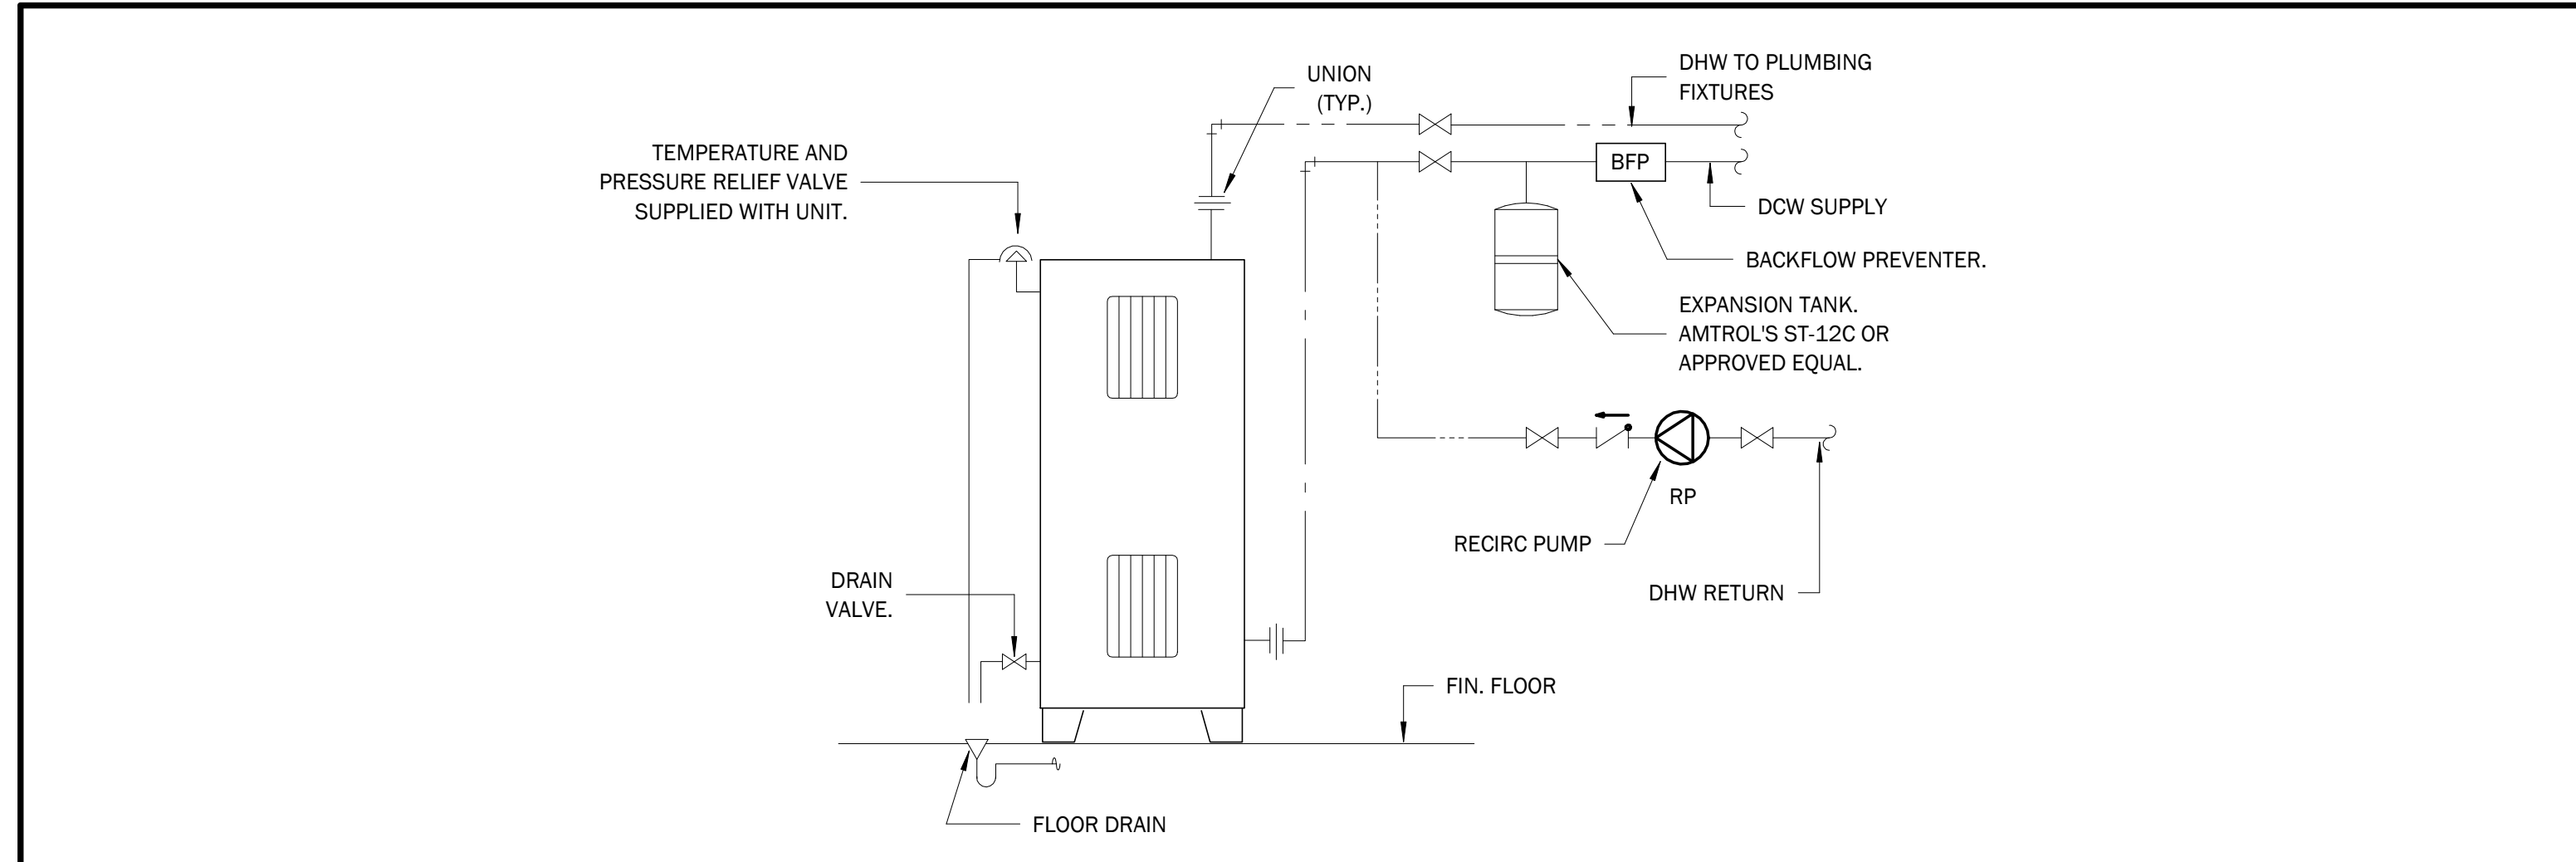 UNION
(TYP.)
DHW TO PLUMBING
FIXTURES
TEMPERATURE AND
PRESSURE RELIEF VALVE
SUPPLIED WITH UNIT.
BFP
DCW SUPPLY
BACKFLOW PREVENTER.
EXPANSION TANK.
AMTROL'S ST-12C OR
APPROVED EQUAL.
RP
RECIRC PUMP
DHW RETURN
DRAIN
VALVE.
FIN. FLOOR
FLOOR DRAIN